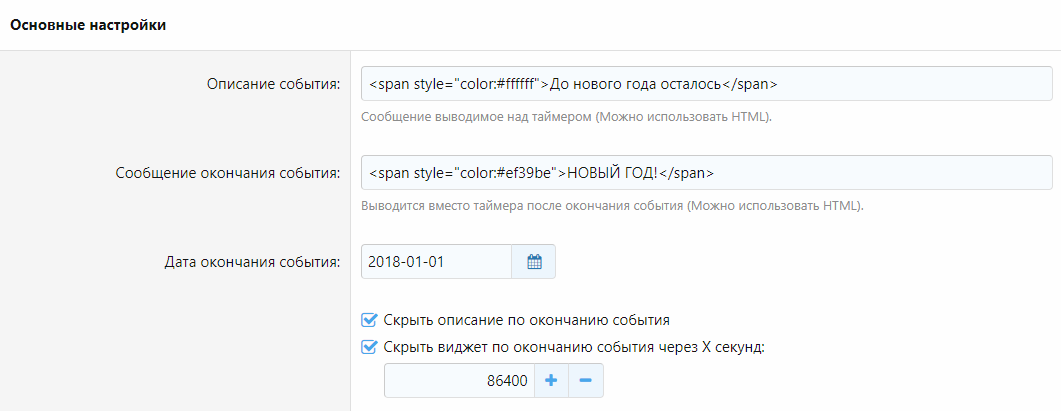 Основные настройки
Описание события:
<span style="color:#ffffff">До нового года осталось</span>
Сообщение выводимое над таймером (Можно использовать HTML).
Сообщение окончания события:
<span style="color:#ef39be">НОВЫЙ ГОД!</span>
Выводится вместо таймера после окончания события (Можно использовать HTML).
Дата окончания события:
2018-01-01
Скрыть описание по окончанию события
Скрыть виджет по окончанию события через X секунд:
86400